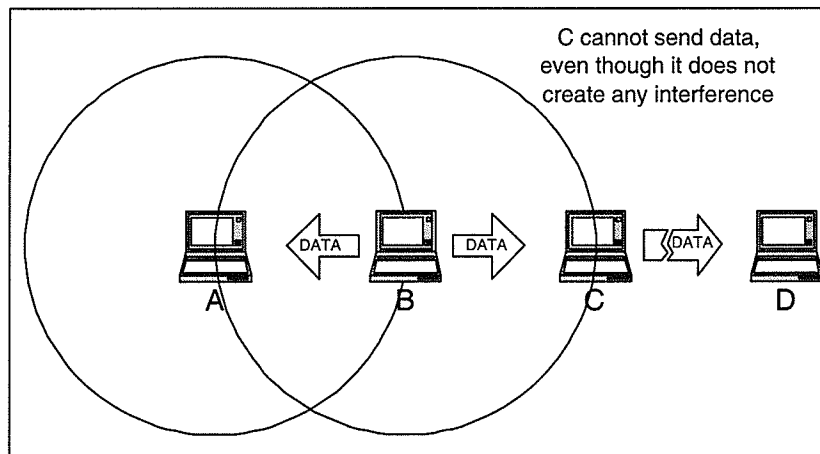 C cannot send data,
even though it does not
create any interference
DATA
DATA
DATA
A
B
C
D